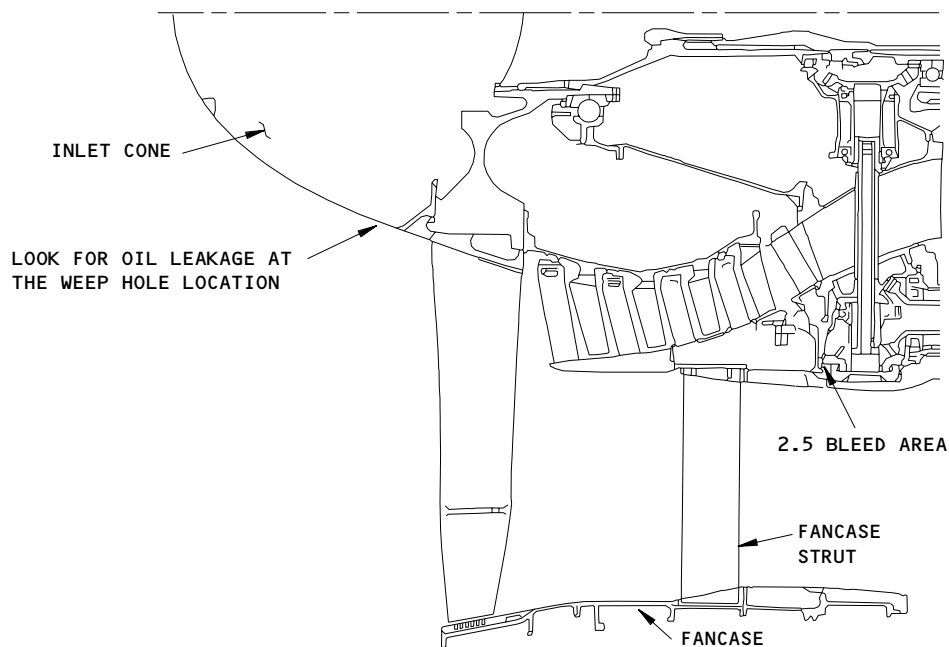 INLET CONE
LOOK FOR OIL LEAKAGE AT
THE WEEP HOLE LOCATION
2.5 BLEED AREA
FANCASE
STRUT
FANCASE